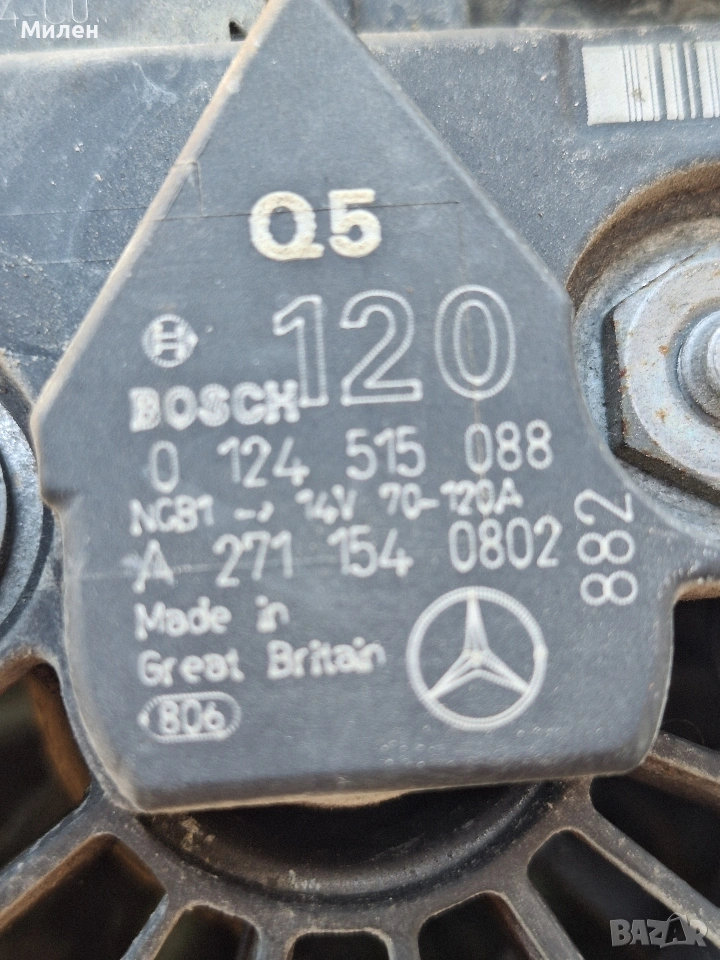 Милен
Q5
120
BOSCH
0 124 515 088
NCB1 14V 70-120A
A 271 154 0802
882
Made in
Great Britain
806
BAZAR